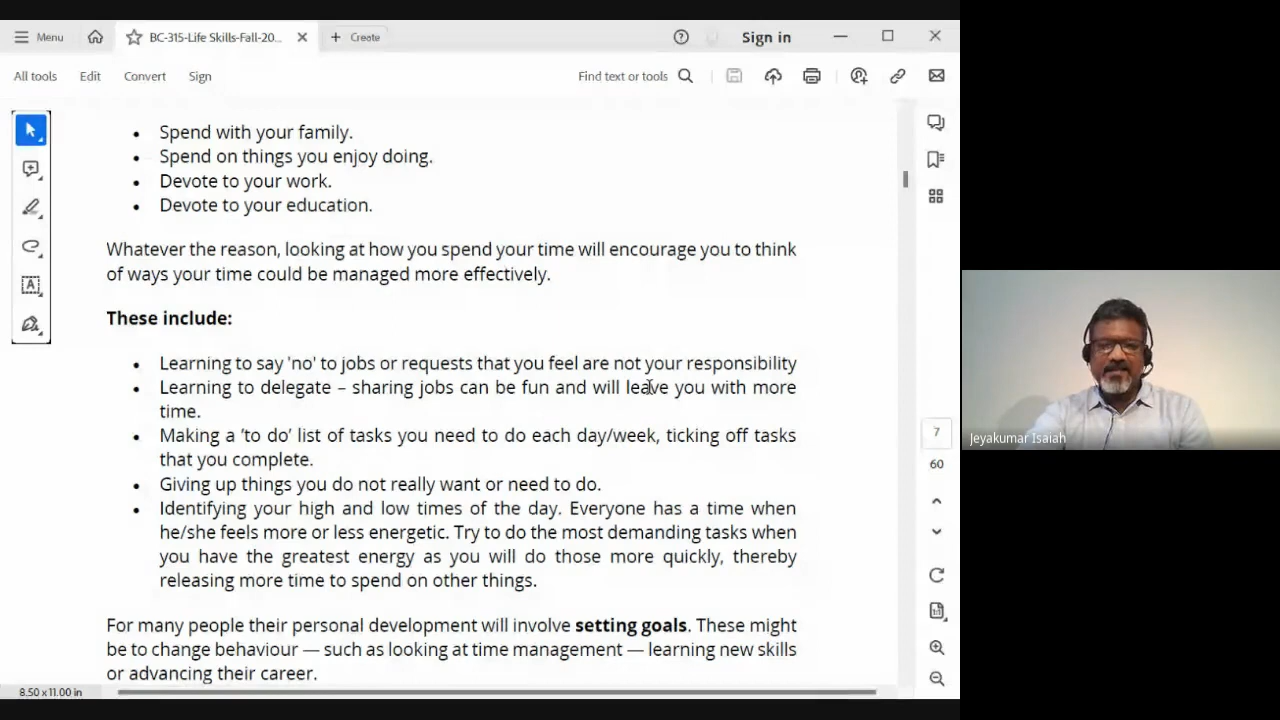 Menu
BC-315-Life Skills-Fall-20...
Create
Sign in
All tools
Edit
Convert
Sign
Find text or tools
• Spend with your family.
• Spend on things you enjoy doing.
• Devote to your work.
• Devote to your education.
Whatever the reason, looking at how you spend your time will encourage you to think
of ways your time could be managed more effectively.
These include:
• Learning to say 'no' to jobs or requests that you feel are not your responsibility
• Learning to delegate – sharing jobs can be fun and will leave you with more
time.
• Making a ‘to do’ list of tasks you need to do each day/week, ticking off tasks
that you complete.
• Giving up things you do not really want or need to do.
• Identifying your high and low times of the day. Everyone has a time when
he/she feels more or less energetic. Try to do the most demanding tasks when
you have the greatest energy as you will do those more quickly, thereby
releasing more time to spend on other things.
For many people their personal development will involve setting goals. These might
be to change behaviour — such as looking at time management — learning new skills
or advancing their career.
8.50 x 11.00 in
7
60
Jeyakumar Isaiah